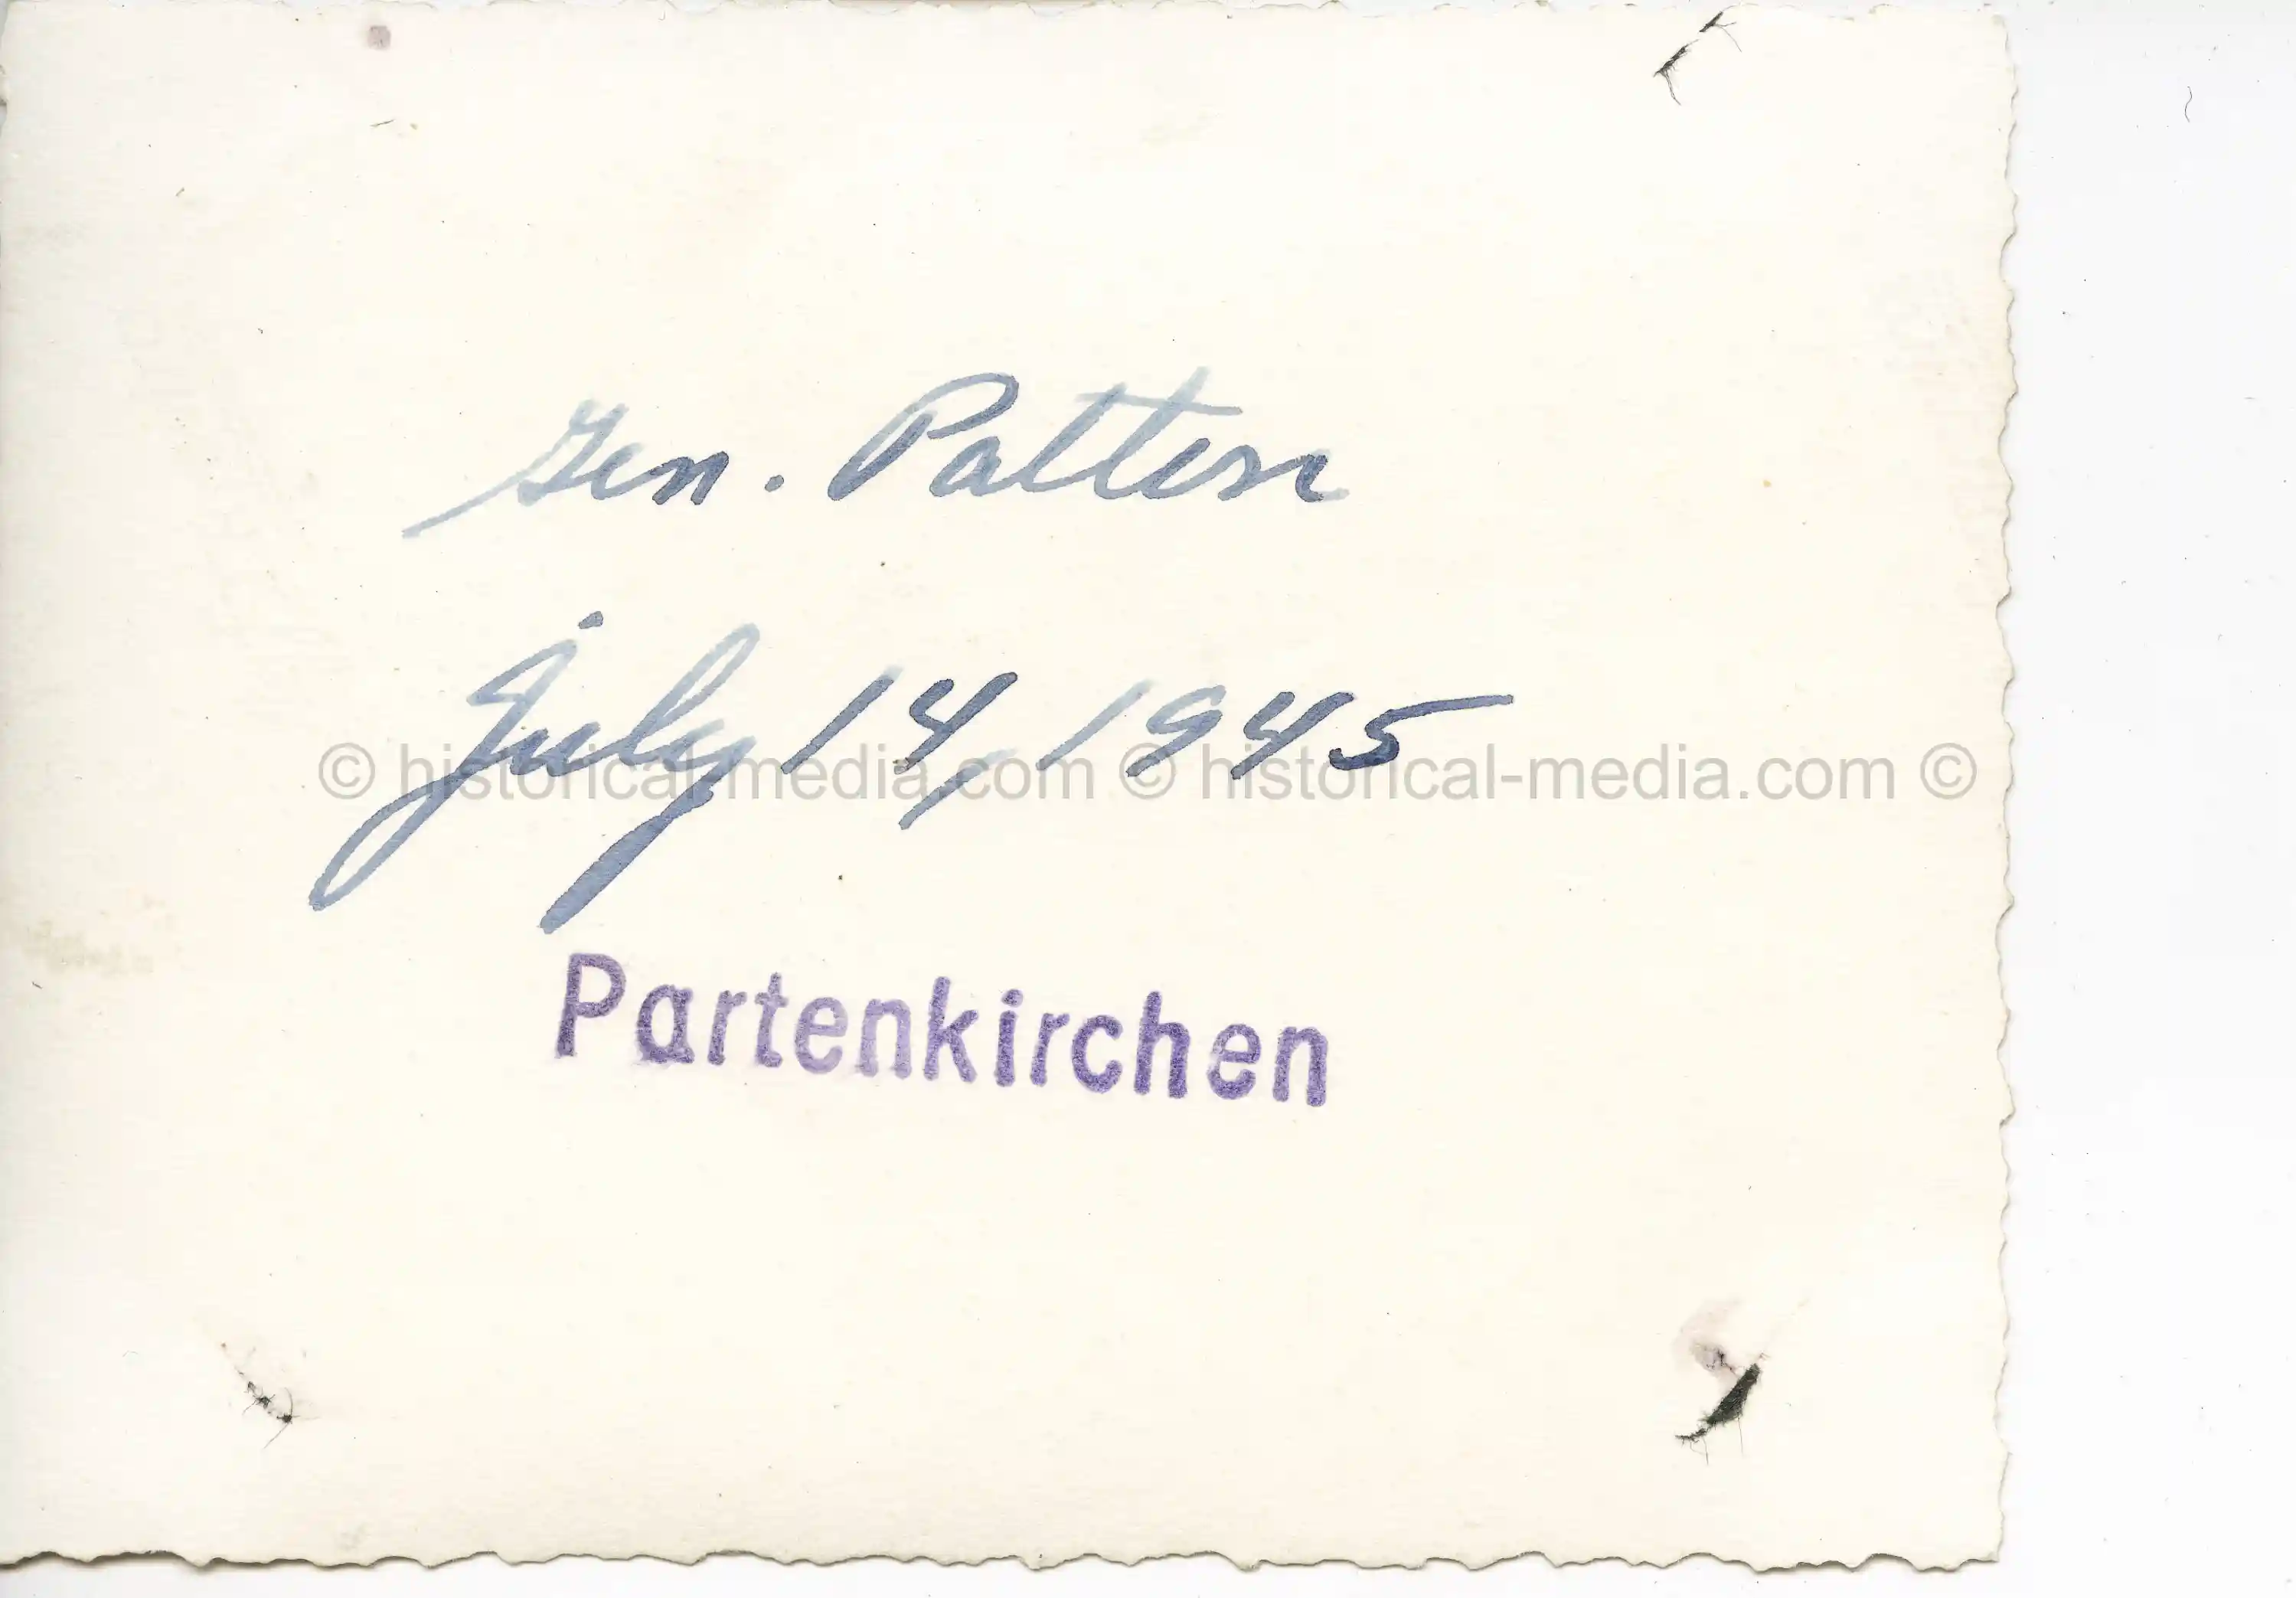 Gen. Patten
July 14, 1945
© historical-media.com © historical-media.com ©
Partenkirchen